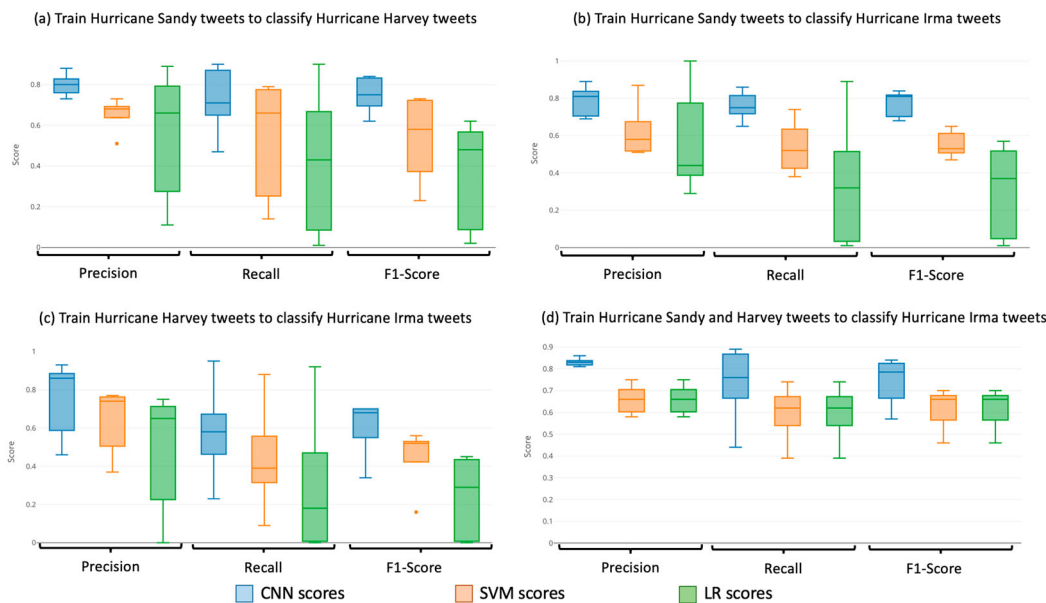 (a) Train Hurricane Sandy tweets to classify Hurricane Harvey tweets
0.8
0.6
0.4
0.2
0
Score
Precision Recall F1-Score
(b) Train Hurricane Sandy tweets to classify Hurricane Irma tweets
1
0.8
0.6
0.4
0.2
0
Score
Precision Recall F1-Score
(c) Train Hurricane Harvey tweets to classify Hurricane Irma tweets
1
0.8
0.6
0.4
0.2
0
Score
Precision Recall F1-Score
(d) Train Hurricane Sandy and Harvey tweets to classify Hurricane Irma tweets
0.9
0.8
0.7
0.6
0.5
0.4
0.3
0.2
0.1
0
Score
Precision Recall F1-Score
CNN scores SVM scores LR scores